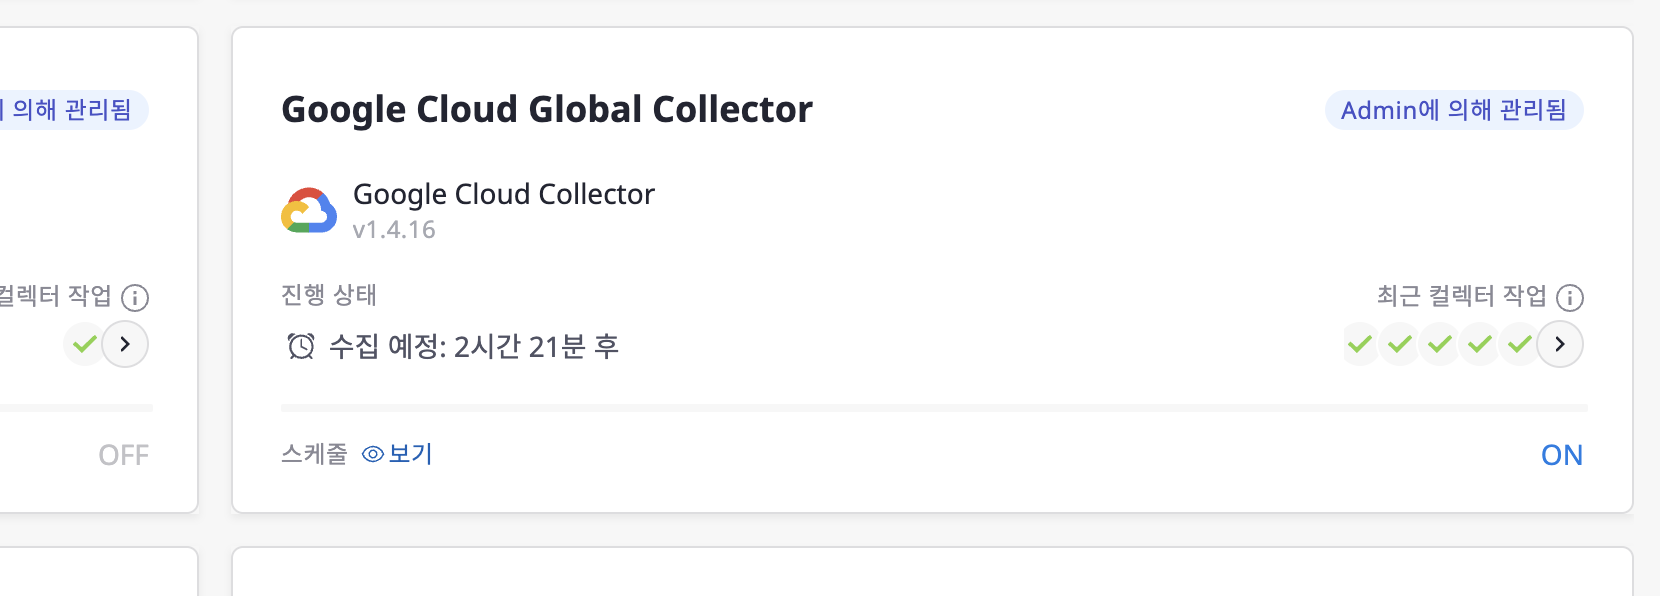 의해 관리됨
Google Cloud Global Collector
Admin에 의해 관리됨
Google Cloud Collector
v1.4.16
컬렉터 작업
진행 상태
최근 컬렉터 작업
수집 예정: 2시간 21분 후
OFF
스케줄 보기
ON